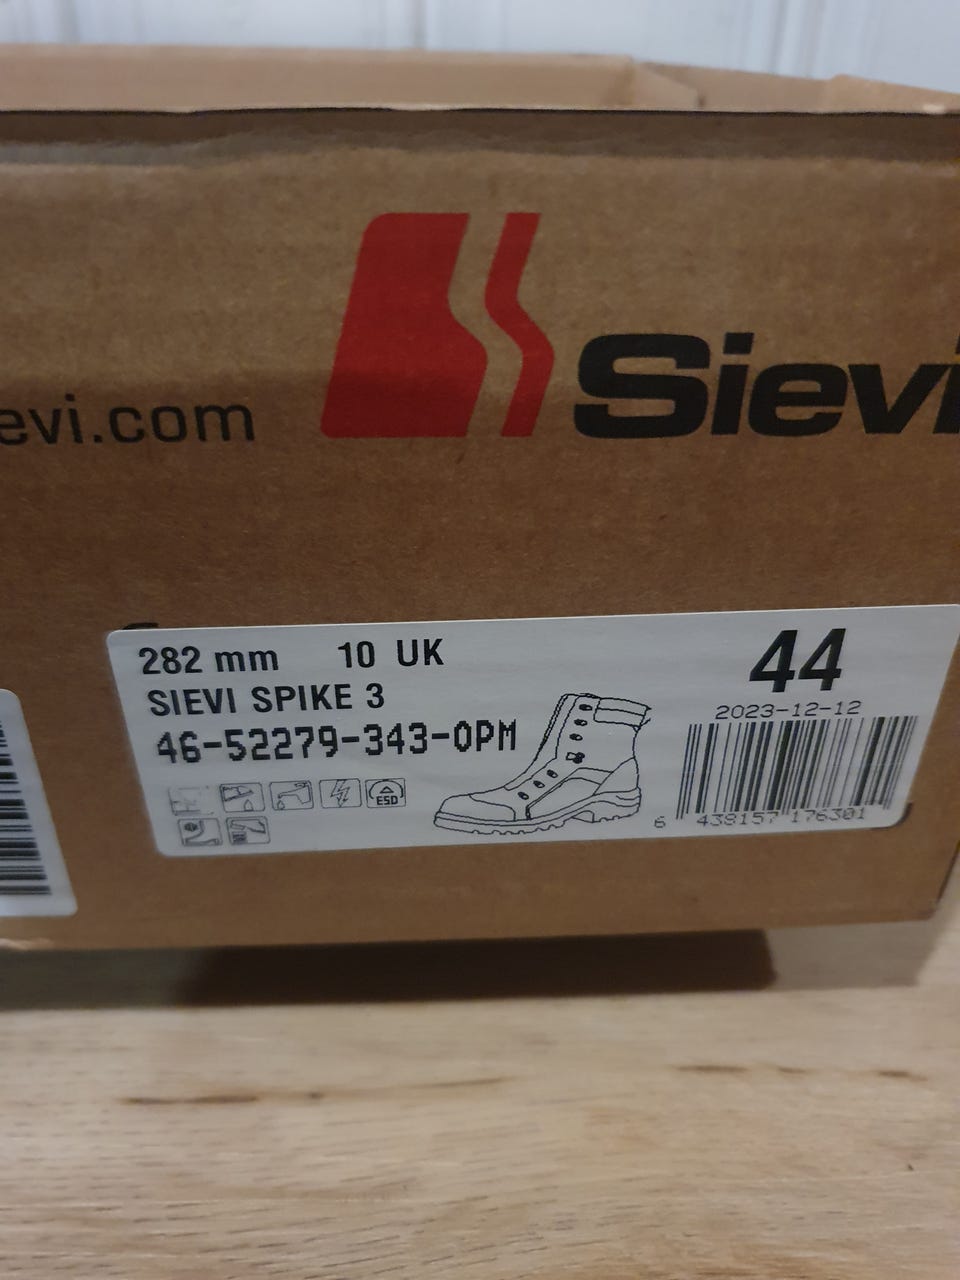 Sievi
evi.com
282 mm 10 UK
SIEVI SPIKE 3
46-52279-343-0PM
ESD
44
2023-12-12
6 438157 176301